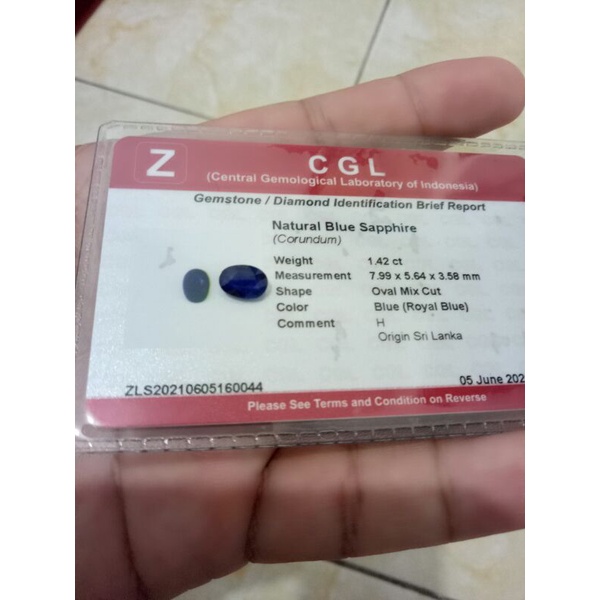 Z
CGL
(Central Gemological Laboratory of Indonesia)
Gemstone / Diamond Identification Brief Report
Natural Blue Sapphire
(Corundum)
Weight 1.42 ct
Measurement 7.99 x 5.64 x 3.58 mm
Shape Oval Mix Cut
Color Blue (Royal Blue)
Comment H
Origin Sri Lanka
ZLS20210605160044
05 June 202
Please See Terms and Condition on Reverse